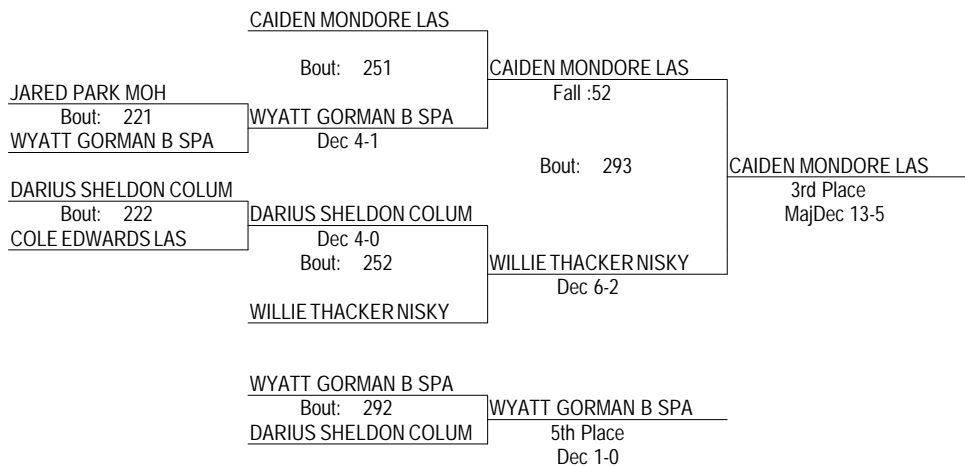 CAIDEN MONDORE LAS
Bout: 251
CAIDEN MONDORE LAS
Fall :52
JARED PARK MOH
Bout: 221
WYATT GORMAN B SPA
WYATT GORMAN B SPA
Dec 4-1
Bout: 293
CAIDEN MONDORE LAS
3rd Place
MajDec 13-5
DARIUS SHELDON COLUM
Bout: 222
COLE EDWARDS LAS
DARIUS SHELDON COLUM
Dec 4-0
Bout: 252
WILLIE THACKER NISKY
Dec 6-2
WILLIE THACKER NISKY
WYATT GORMAN B SPA
Bout: 292
DARIUS SHELDON COLUM
WYATT GORMAN B SPA
5th Place
Dec 1-0